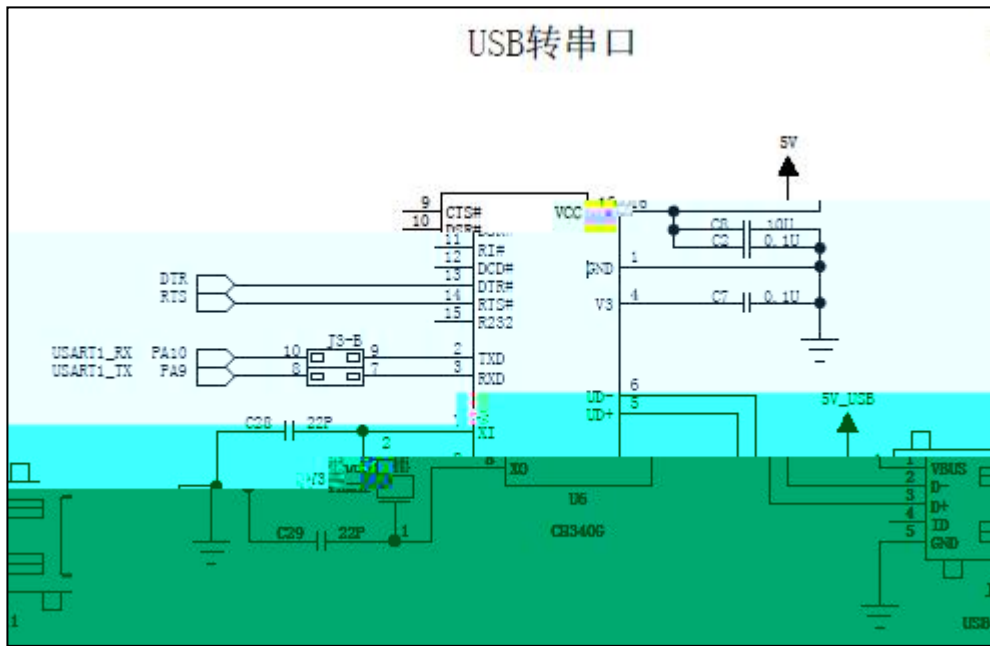 USB转串口
5V
9 CTS# VCC
10
C8 10U
11 C2 0.1U
RI#
12 DCD# GND 1
13 DTR DTR#
14 RTS RTS# V3 4 C7 0.1U
15 R232
J3-B
USART1_RX PA10 10 9 2 TXD
USART1_TX PA9 8 7 3 RXD
6 UD-
5 UD+ 5V_USB
C28 22P XI
2
8 XO 1 VBUS
2 D-
U6 3 D+
4 ID
C29 22P 1 CH340G 5 GND
1 USB